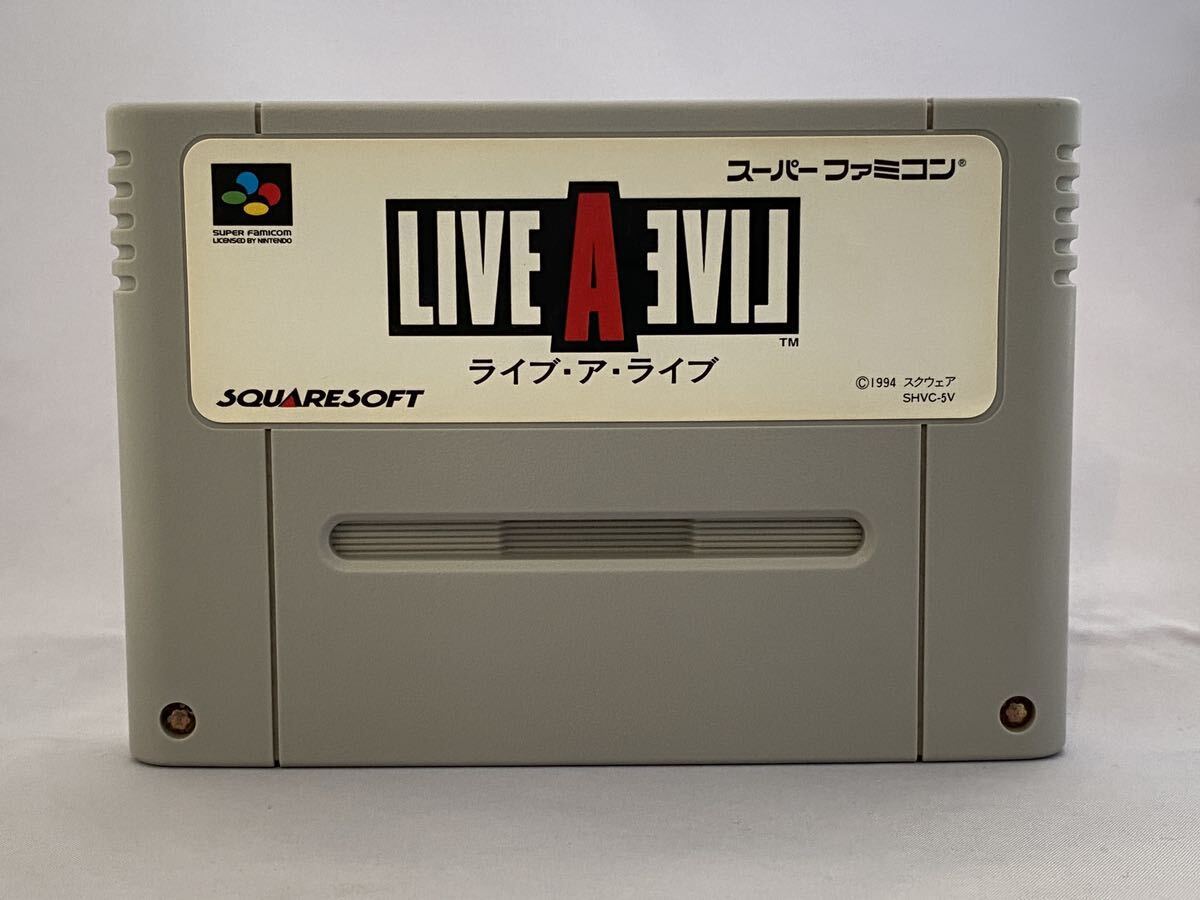 スーパーファミコン®
SUPER FAMICOM
LICENSED BY NINTENDO
LIVE A EVIL
TM
ライブ・ア・ライブ
SQUARESOFT
©1994 スクウェア
SHVC-5V